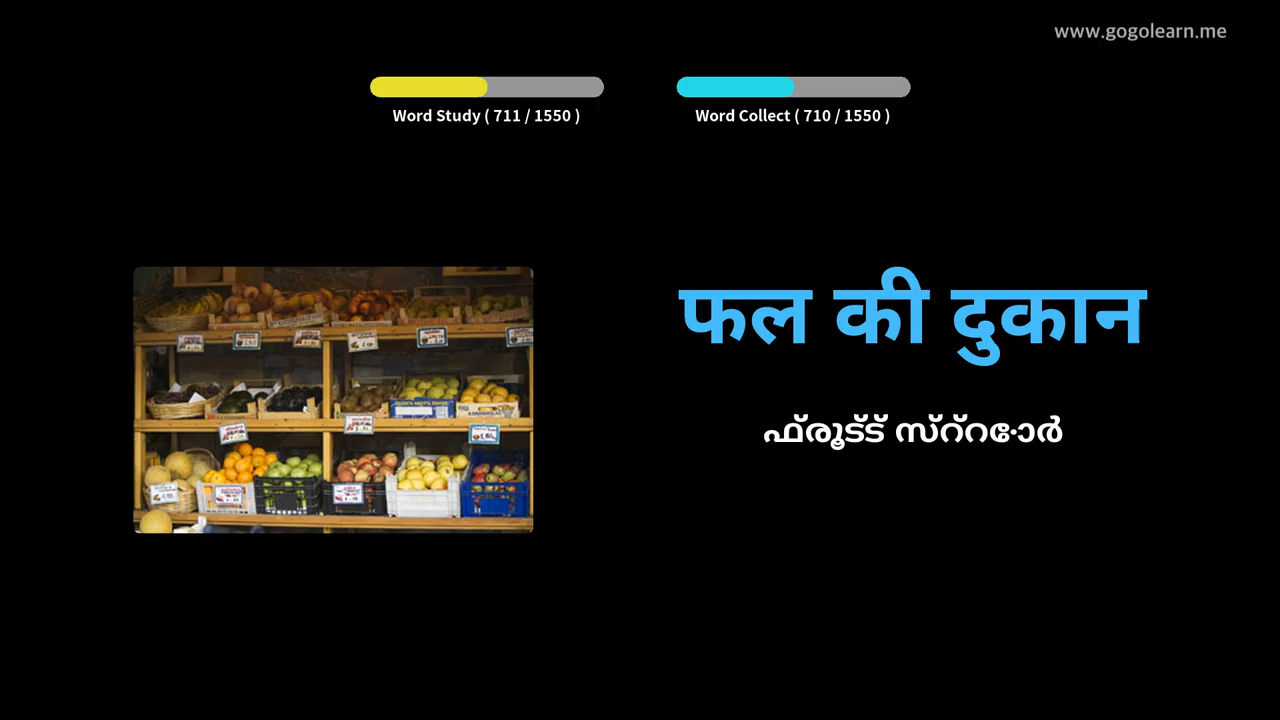 www.gogolearn.me
Word Study ( 711 / 1550 )
Word Collect ( 710 / 1550 )
फल की दुकान
ഫ്രൂട്ട് സ്റ്റോർ